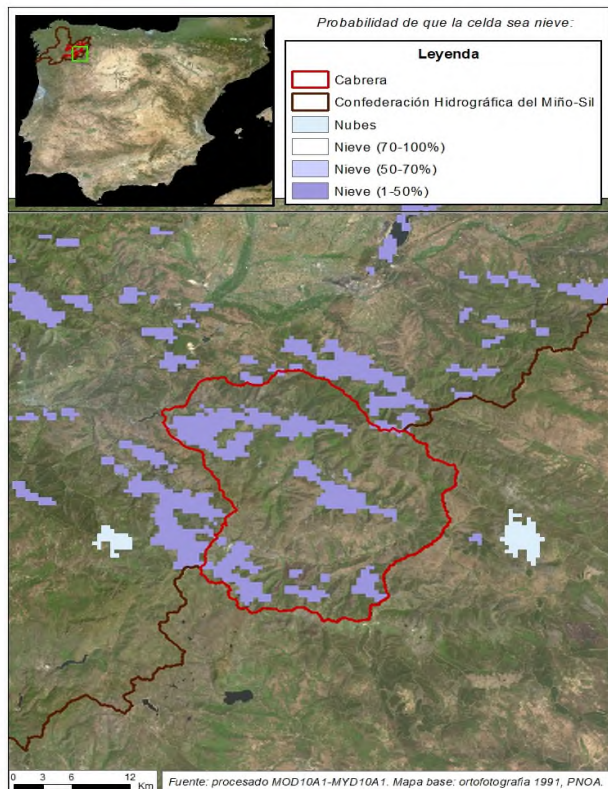 Probabilidad de que la celda sea nieve:
Leyenda
Cabrera
Confederación Hidrográfica del Miño-Sil
Nubes
Nieve (70-100%)
Nieve (50-70%)
Nieve (1-50%)
0 3 6 12
Km
Fuente: procesado MOD10A1-MYD10A1. Mapa base: ortofotografía 1991, PNOA.